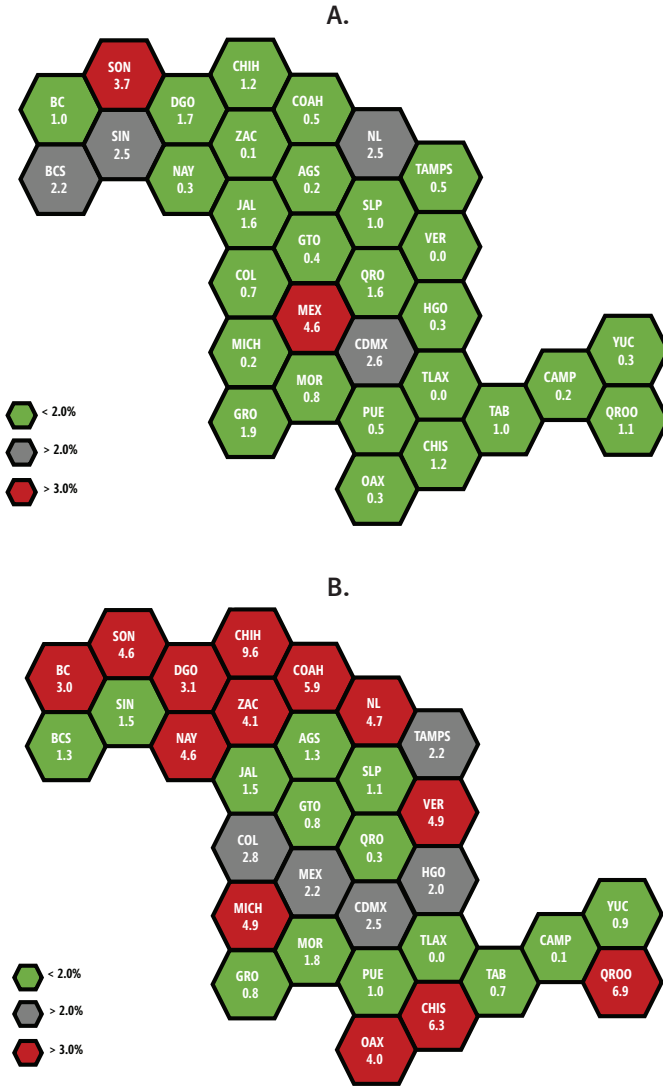 A.
SON
3.7
CHIH
1.2
BC
1.0
DGO
1.7
COAH
0.5
SIN
2.5
ZAC
0.1
NL
2.5
BCS
2.2
NAY
0.3
AGS
0.2
TAMPS
0.5
JAL
1.6
SLP
1.0
GTO
0.4
VER
0.0
COL
0.7
QRO
1.6
MEX
4.6
HGO
0.3
MICH
0.2
CDMX
2.6
YUC
0.3
MOR
0.8
TLAX
0.0
CAMP
0.2
GRO
1.9
PUE
0.5
TAB
1.0
QROO
1.1
CHIS
1.2
OAX
0.3
< 2.0%
> 2.0%
> 3.0%
B.
SON
4.6
CHIH
9.6
BC
3.0
DGO
3.1
COAH
5.9
SIN
1.5
ZAC
4.1
NL
4.7
BCS
1.3
NAY
4.6
AGS
1.3
TAMPS
2.2
JAL
1.5
SLP
1.1
GTO
0.8
VER
4.9
COL
2.8
QRO
0.3
MEX
2.2
HGO
2.0
MICH
4.9
CDMX
2.5
YUC
0.9
MOR
1.8
TLAX
0.0
CAMP
0.1
GRO
0.8
PUE
1.0
TAB
0.7
QROO
6.9
CHIS
6.3
OAX
4.0
< 2.0%
> 2.0%
> 3.0%